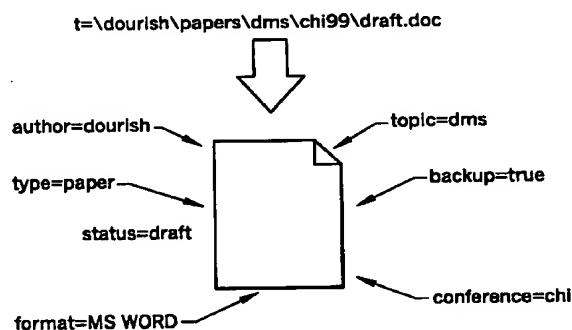 t=\dourish\papers\dms\chi99\draft.doc
author=dourish
topic=dms
type=paper
backup=true
status=draft
conference=chi
format=MS WORD